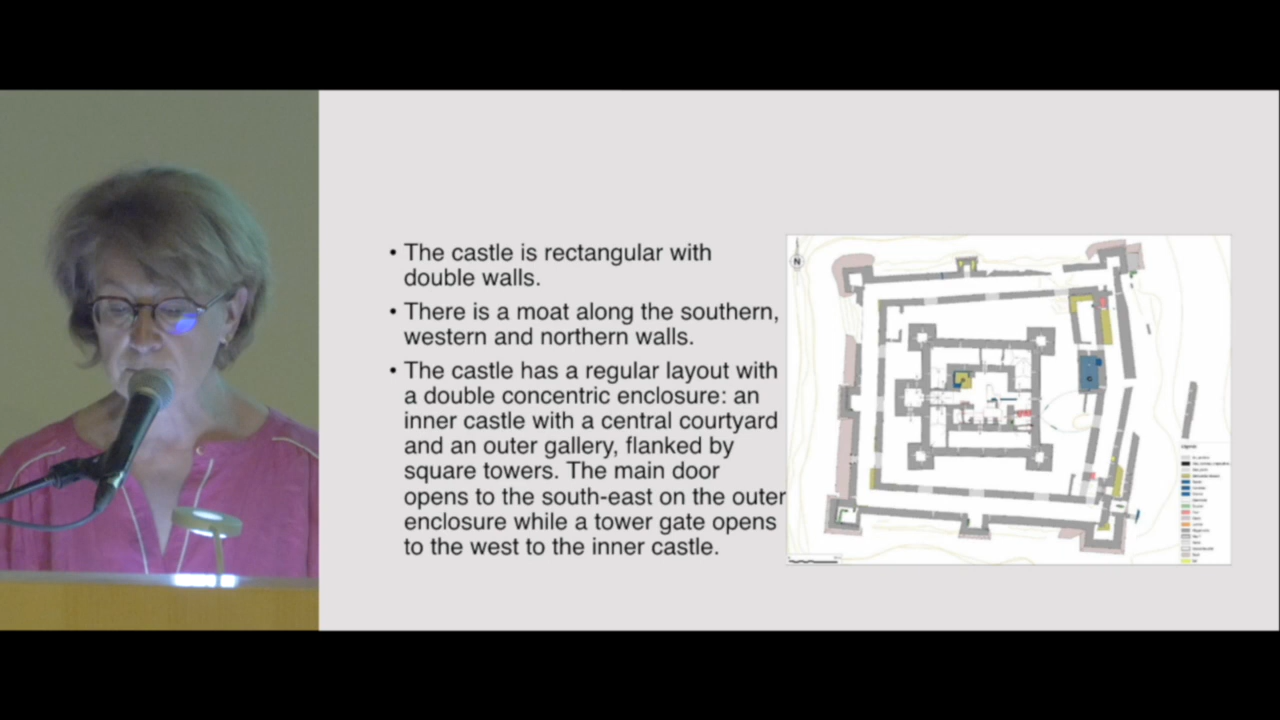 • The castle is rectangular with
double walls.
• There is a moat along the southern,
western and northern walls.
• The castle has a regular layout with
a double concentric enclosure: an
inner castle with a central courtyard
and an outer gallery, flanked by
square towers. The main door
opens to the south-east on the outer
enclosure while a tower gate opens
to the west to the inner castle.
N